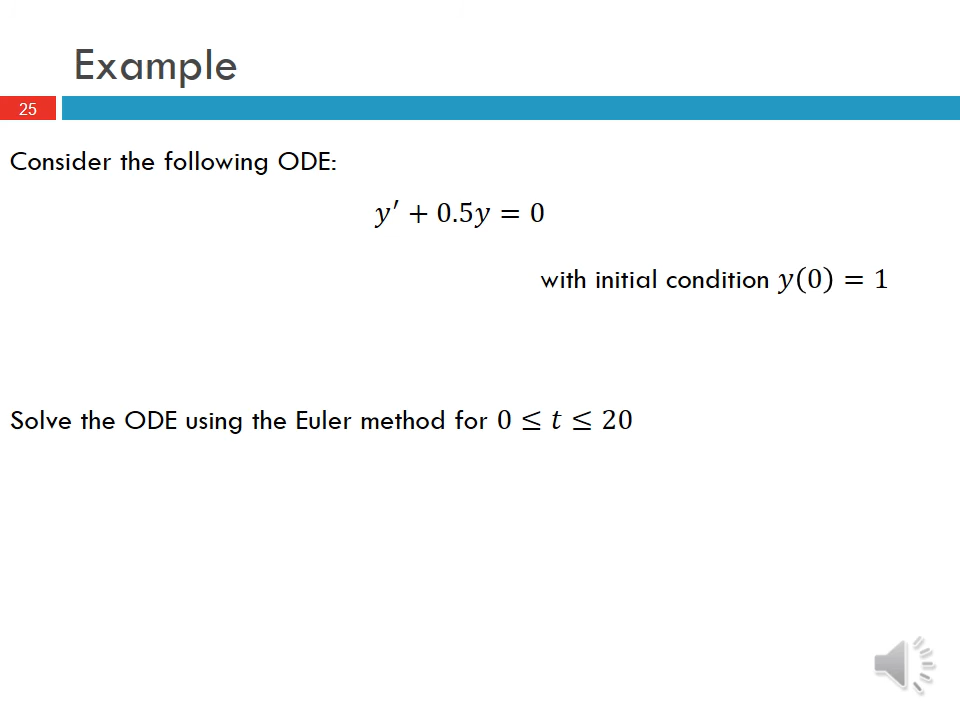 Example
25
Consider the following ODE:
y′ + 0.5y = 0
with initial condition y(0) = 1
Solve the ODE using the Euler method for 0 ≤ t ≤ 20